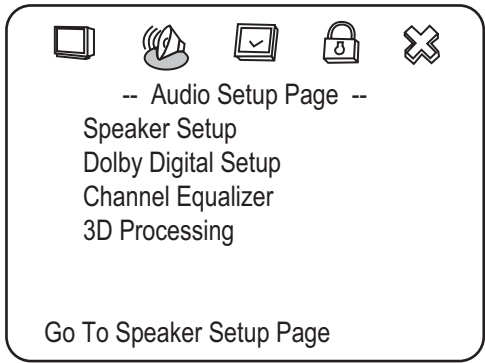 -- Audio Setup Page --
Speaker Setup
Dolby Digital Setup
Channel Equalizer
3D Processing
Go To Speaker Setup Page